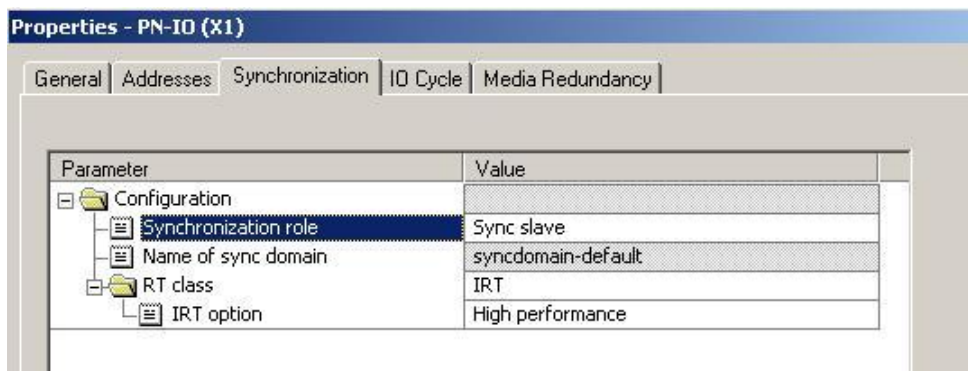 Properties - PN-IO (X1)
General Addresses Synchronization IO Cycle Media Redundancy
Parameter Value
Configuration
Synchronization role Sync slave
Name of sync domain syncdomain-default
RT class IRT
IRT option High performance